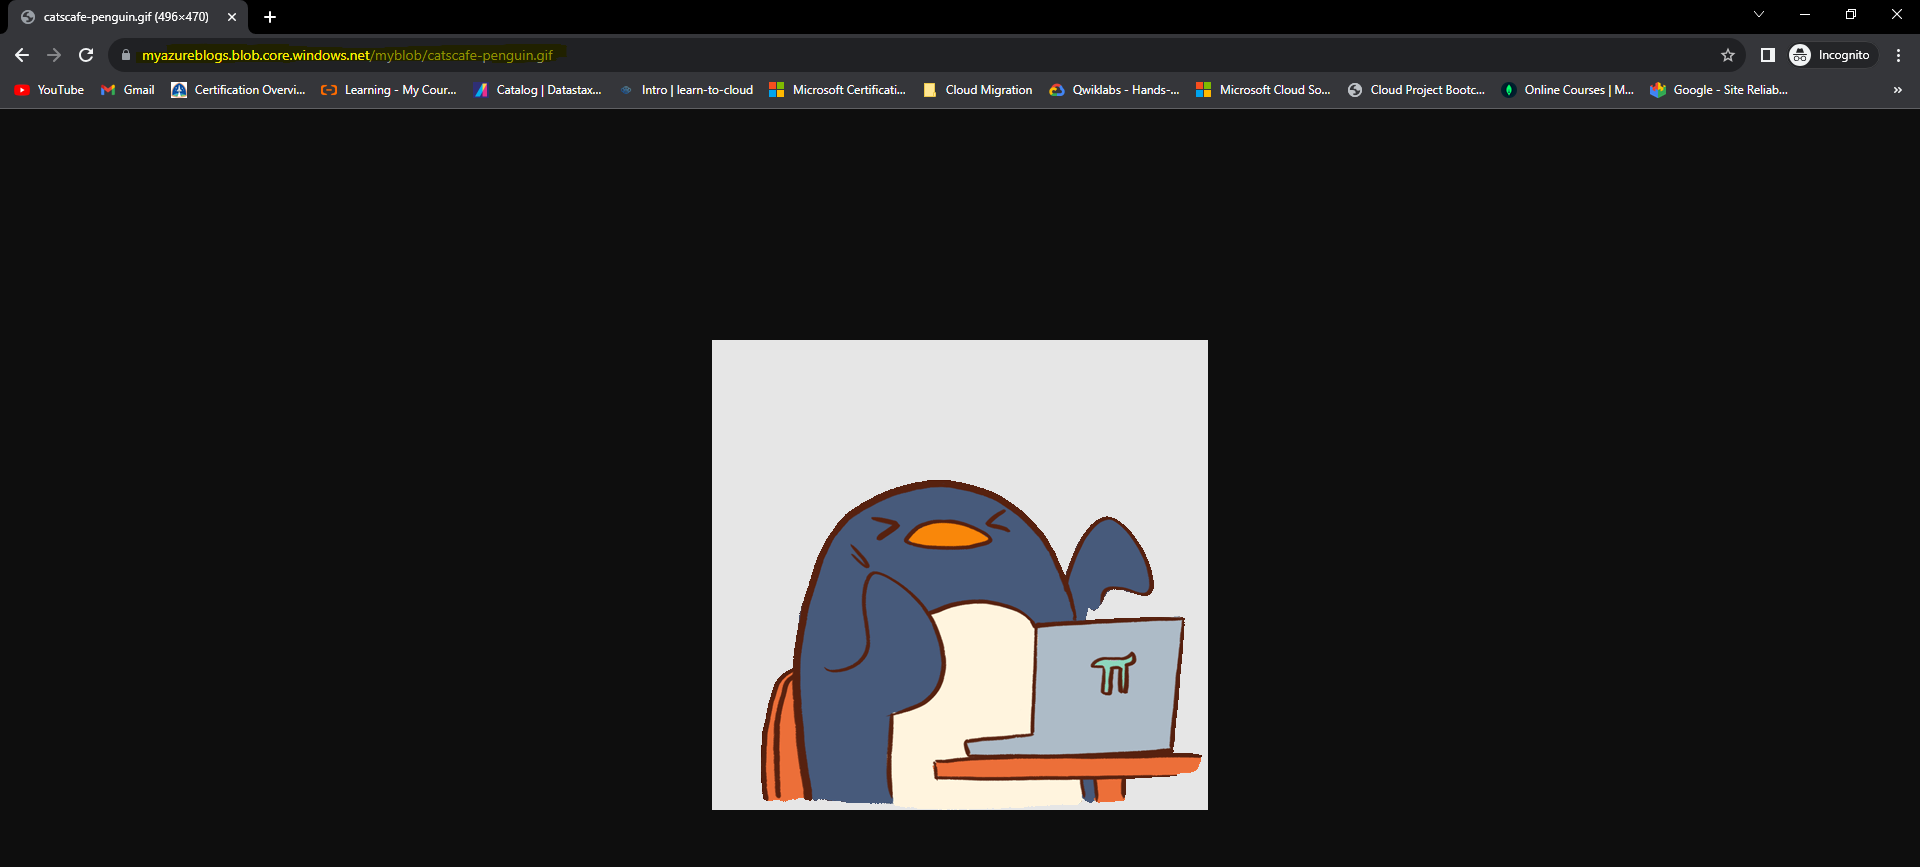 catscafe-penguin.gif (496×470)
myazureblogs.blob.core.windows.net/myblob/catscafe-penguin.gif
Incognito
YouTube Gmail Certification Overvi... Learning - My Cour... Catalog | Datastax... Intro | learn-to-cloud Microsoft Certificati... Cloud Migration Qwiklabs - Hands-... Microsoft Cloud So... Cloud Project Bootc... Online Courses | M... Google - Site Reliab... »
π